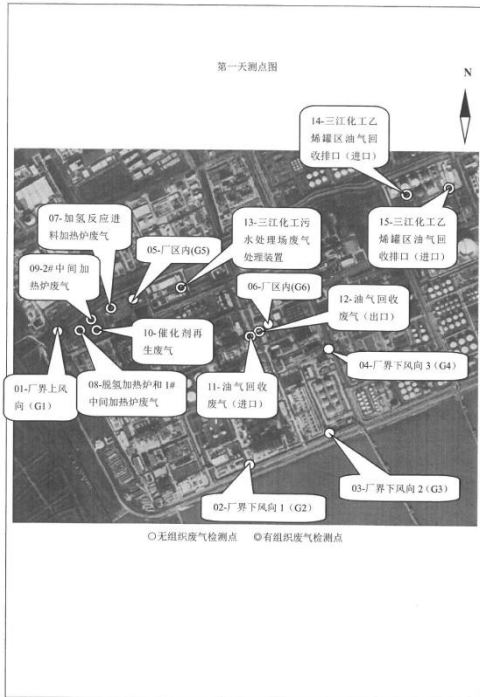 第一天测点图
N
14-三江化工乙
烯罐区油气回
收排口（进口）
07-加氢反应进
料加热炉废气
05-厂区内(G5)
13-三江化工污
水处理场废气
处理装置
15-三江化工乙
烯罐区油气回
收排口（进口）
09-2#中间加
热炉废气
06-厂区内(G6)
12-油气回收
废气（出口）
10-催化剂再
生废气
04-厂界下风向 3（G4）
01-厂界上风
向（G1）
08-脱氢加热炉和 1#
中间加热炉废气
11-油气回收
废气（进口）
03-厂界下风向 2（G3）
02-厂界下风向 1（G2）
○无组织废气检测点 ◎有组织废气检测点